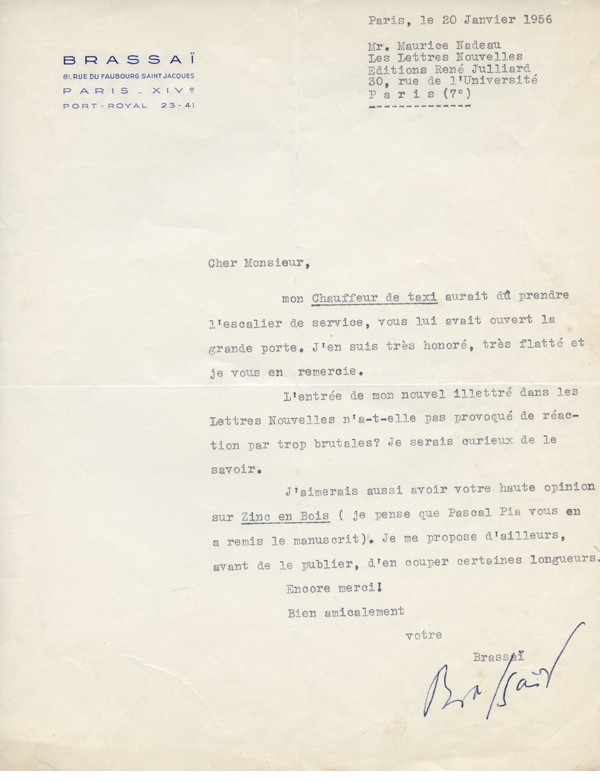 Paris, le 20 Janvier 1956
BRASSAÏ
81, RUE DU FAUBOURG SAINT JACQUES
PARIS - XIVe
PORT-ROYAL 23-41
Mr. Maurice Nadeau
Les Lettres Nouvelles
Editions René Julliard
30, rue de l'Université
P a r i s (7°)
-------------
Cher Monsieur,
mon Chauffeur de taxi aurait dû prendre
l'escalier de service, vous lui avait ouvert la
grande porte. J'en suis très honoré, très flatté et
je vous en remercie.
L'entrée de mon nouvel illettré dans les
Lettres Nouvelles n'a-t-elle pas provoqué de réac-
tion par trop brutales? Je serais curieux de le
savoir.
J'aimerais aussi avoir votre haute opinion
sur Zinc en Bois ( je pense que Pascal Pia vous en
a remis le manuscrit). Je me propose d'ailleurs,
avant de le publier, d'en couper certaines longueurs.
Encore merci!
Bien amicalement
votre
Brassaï
Brassaï